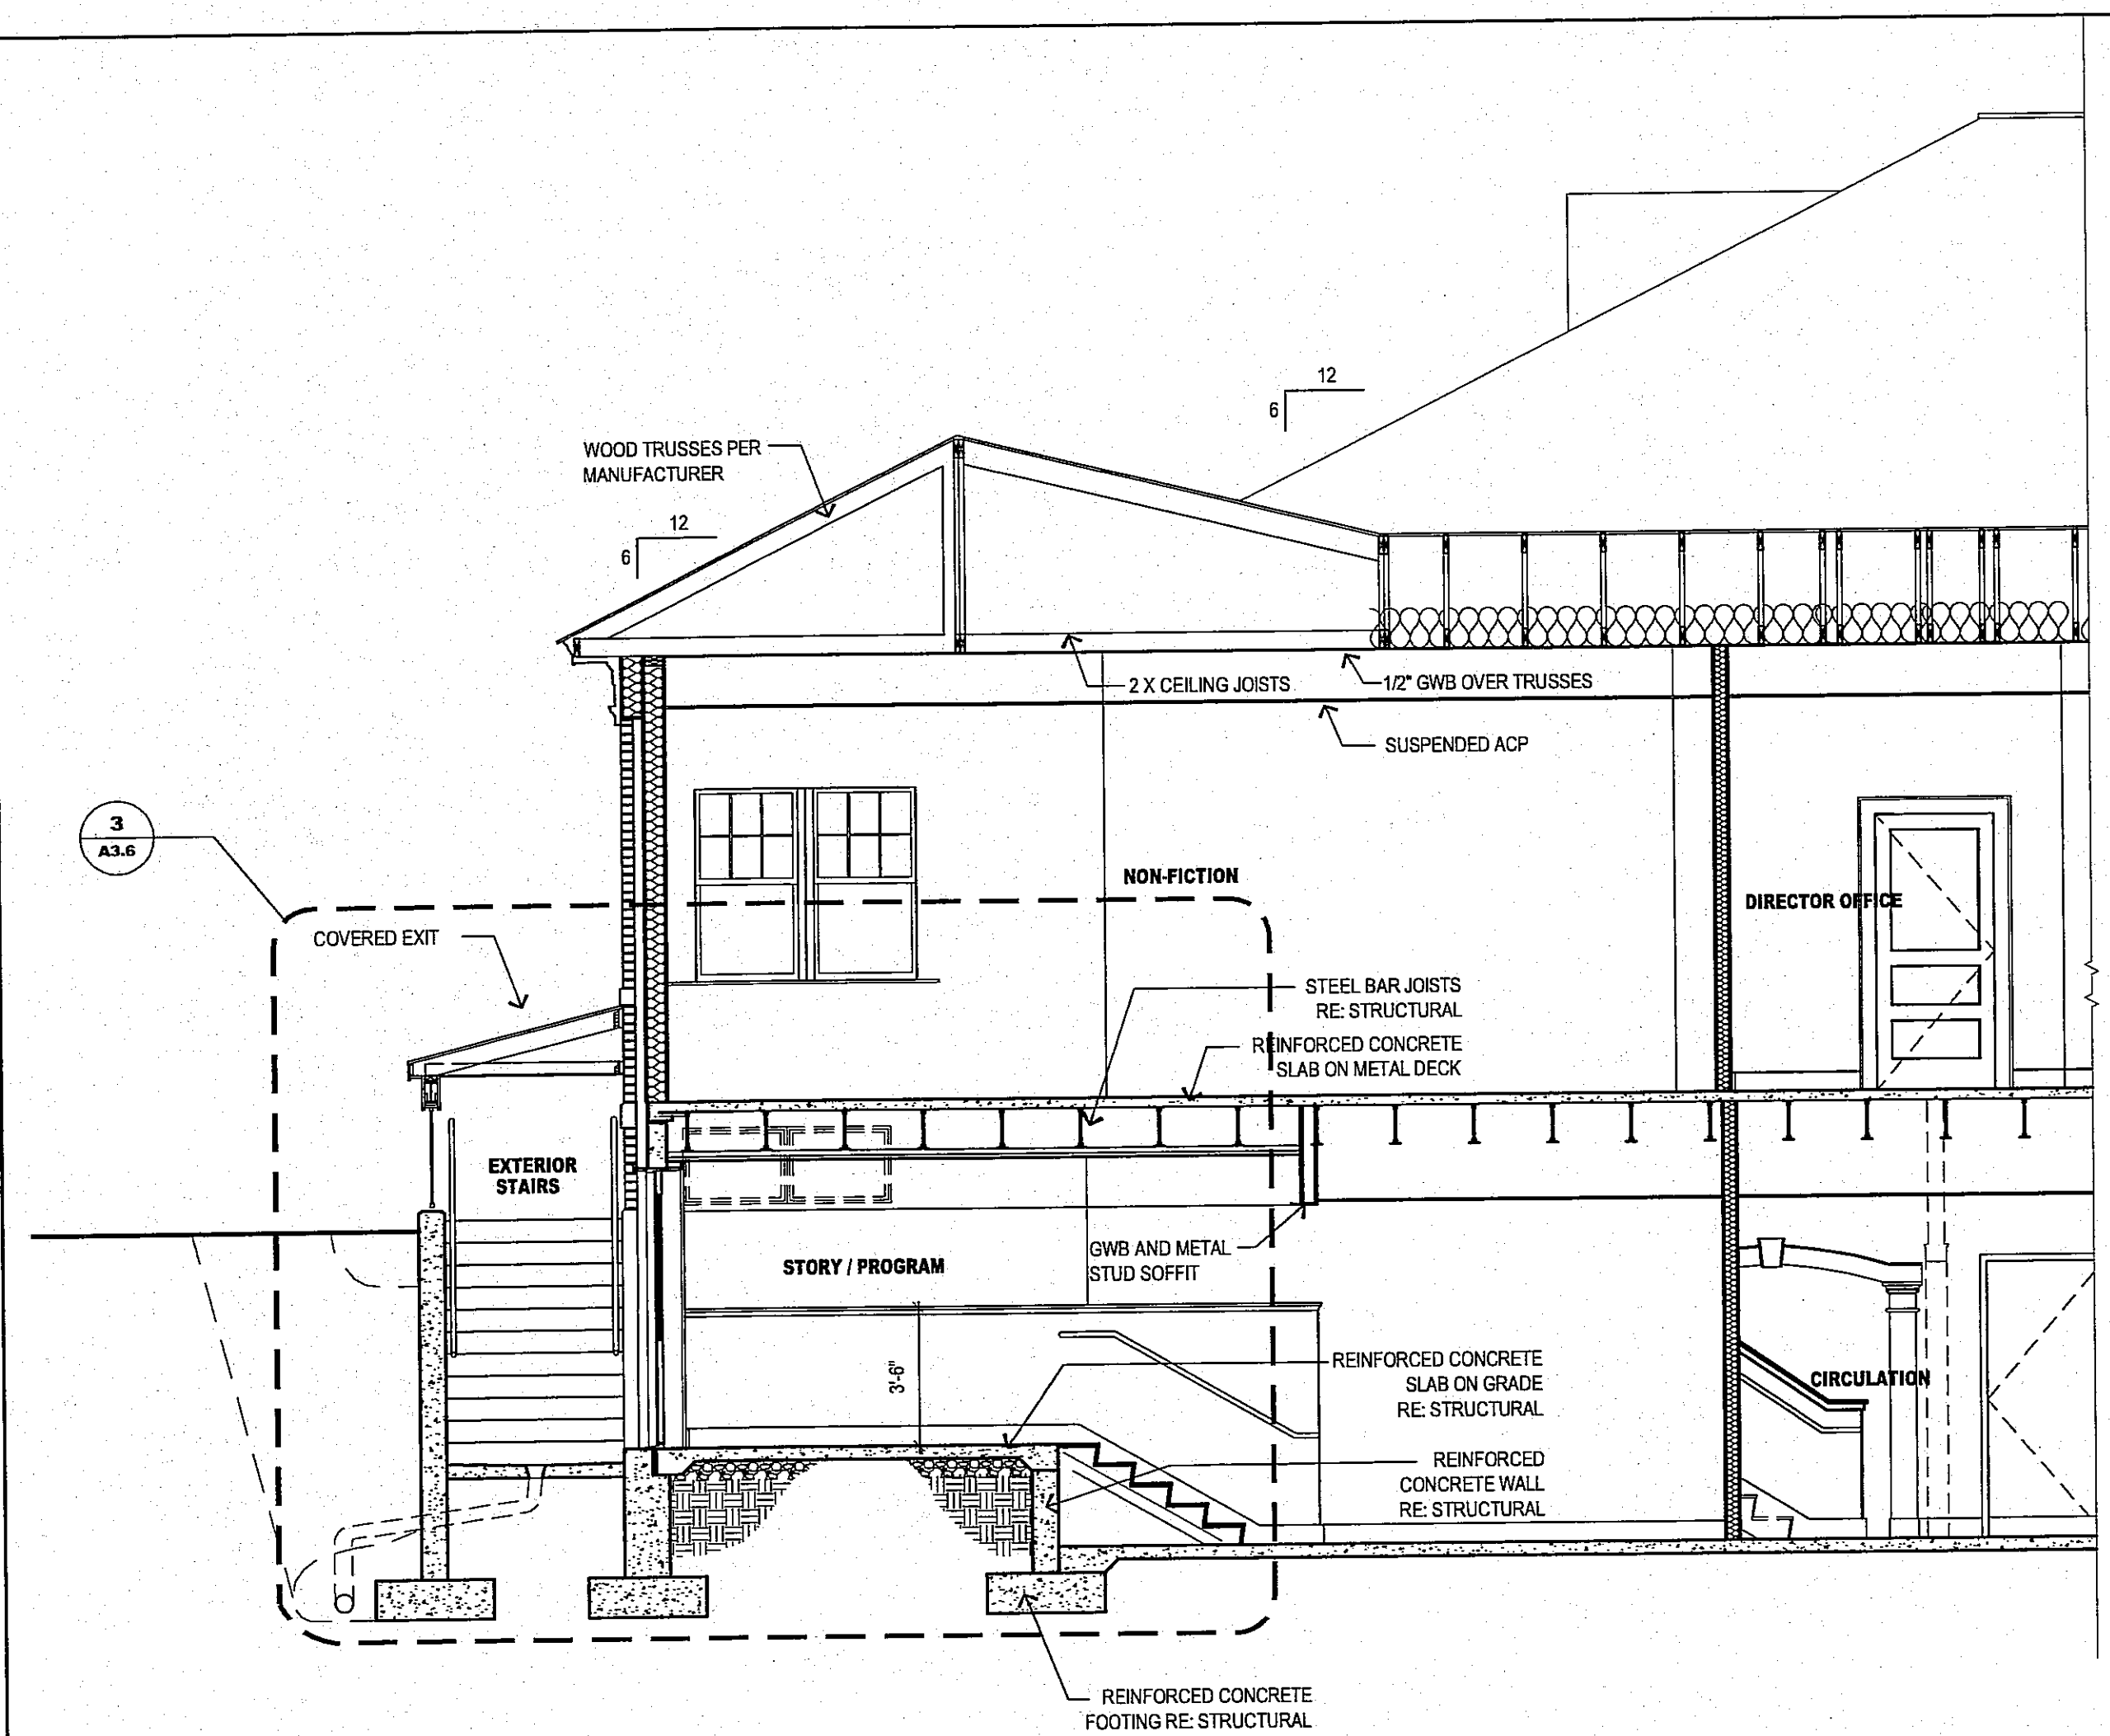 12
6
WOOD TRUSSES PER
MANUFACTURER
12
6
2 X CEILING JOISTS
1/2" GWB OVER TRUSSES
SUSPENDED ACP
3
A3.6
NON-FICTION
DIRECTOR OFFICE
COVERED EXIT
STEEL BAR JOISTS
RE: STRUCTURAL
REINFORCED CONCRETE
SLAB ON METAL DECK
EXTERIOR
STAIRS
GWB AND METAL
STUD SOFFIT
STORY / PROGRAM
3'-6"
REINFORCED CONCRETE
SLAB ON GRADE
RE: STRUCTURAL
CIRCULATION
REINFORCED
CONCRETE WALL
RE: STRUCTURAL
REINFORCED CONCRETE
FOOTING RE: STRUCTURAL